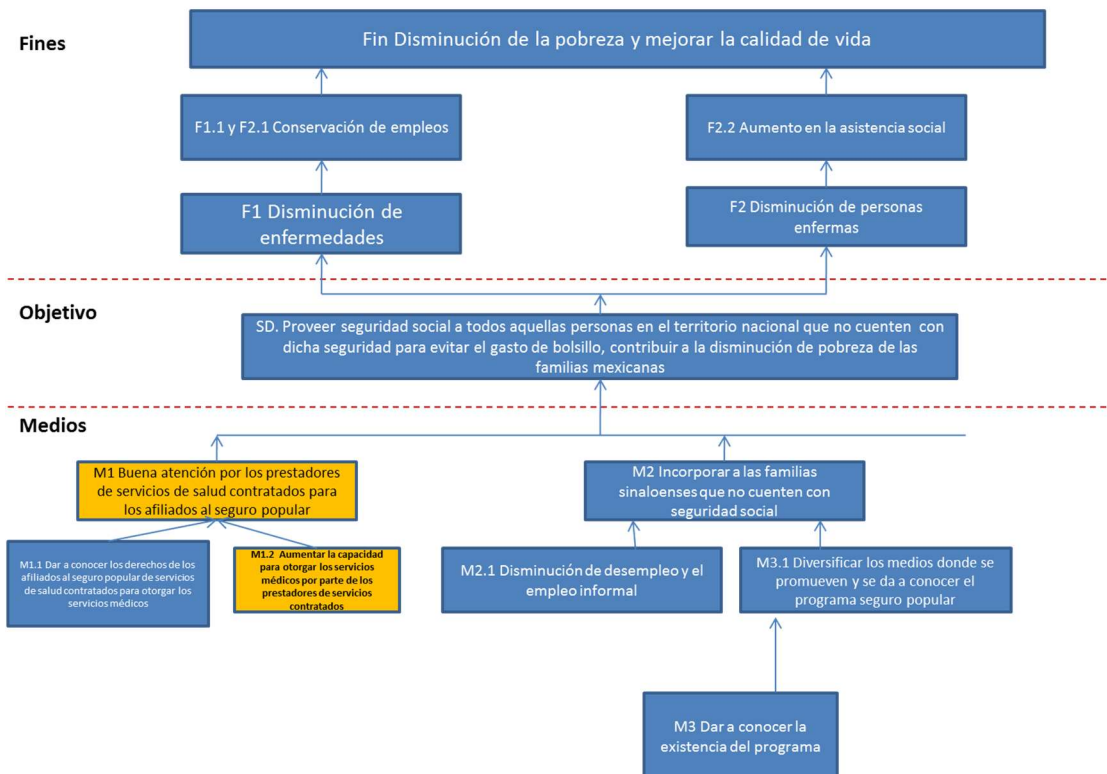 Fines
Fin Disminución de la pobreza y mejorar la calidad de vida
F1.1 y F2.1 Conservación de empleos
F2.2 Aumento en la asistencia social
F1 Disminución de
enfermedades
F2 Disminución de personas
enfermas
Objetivo
SD. Proveer seguridad social a todos aquellas personas en el territorio nacional que no cuenten con
dicha seguridad para evitar el gasto de bolsillo, contribuir a la disminución de pobreza de las
familias mexicanas
Medios
M1 Buena atención por los prestadores
de servicios de salud contratados para
los afiliados al seguro popular
M2 Incorporar a las familias
sinaloenses que no cuenten con
seguridad social
M1.1 Dar a conocer los derechos de los
afiliados al seguro popular de servicios
de salud contratados para otorgar los
servicios médicos
M1.2 Aumentar la capacidad
para otorgar los servicios
médicos por parte de los
prestadores de servicios
contratados
M2.1 Disminución de desempleo y el
empleo informal
M3.1 Diversificar los medios donde se
promueven y se da a conocer el
programa seguro popular
M3 Dar a conocer la
existencia del programa